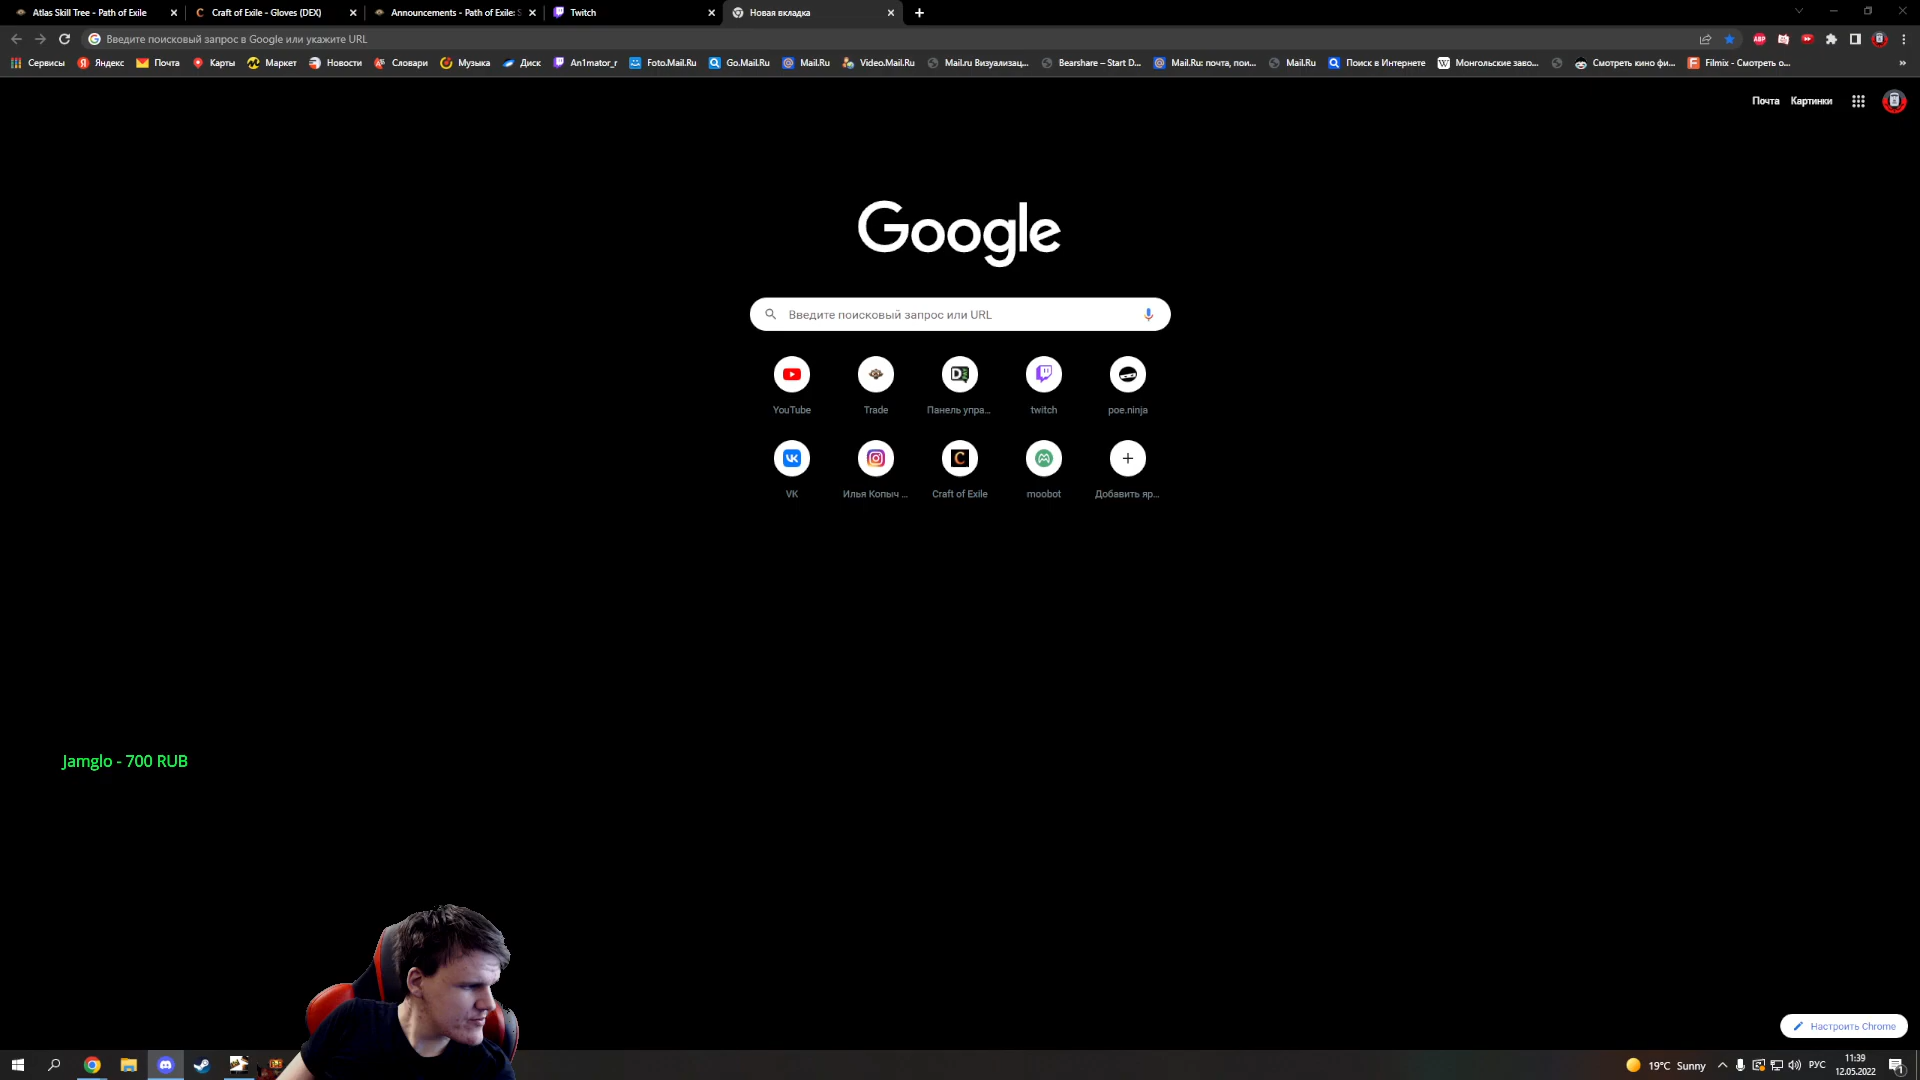 Atlas Skill Tree - Path of Exile
Craft of Exile - Gloves (DEX)
Announcements - Path of Exile:
Twitch
Новая вкладка
Введите поисковый запрос в Google или укажите URL
ABP
Сервисы
Яндекс
Почта
Карты
Маркет
Новости
Словари
Музыка
Диск
An1mator_r
Foto.Mail.Ru
Go.Mail.Ru
Mail.Ru
Video.Mail.Ru
Mail.ru Визуализац...
Bearshare – Start D...
Mail.Ru: почта, пои...
Mail.Ru
Поиск в Интернете
Монгольские заво...
Смотреть кино фи...
Filmix - Смотреть о...
Почта
Картинки
Google
Введите поисковый запрос или URL
YouTube
Trade
Панель упра...
twitch
poe.ninja
VK
Илья Копыч ...
Craft of Exile
moobot
Добавить яр...
Jamglo - 700 RUB
Настроить Chrome
19°C Sunny
РУС
11:39
12.05.2022